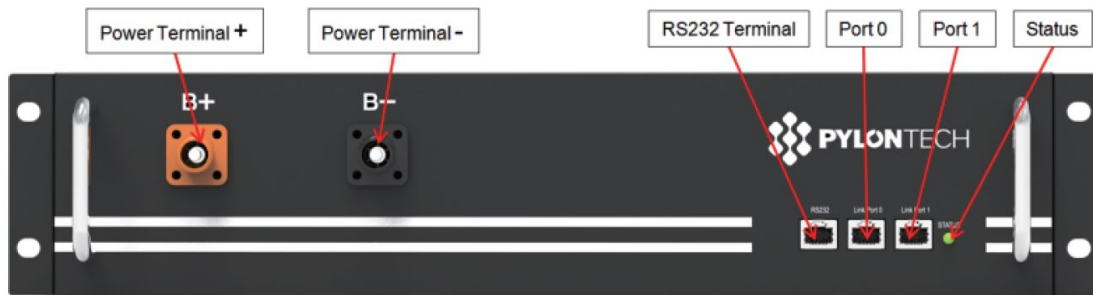 Power Terminal +
Power Terminal -
RS232 Terminal
Port 0
Port 1
Status
B+
B-
PYLONTECH
RS232
Link Port 0
Link Port 1
STATUS